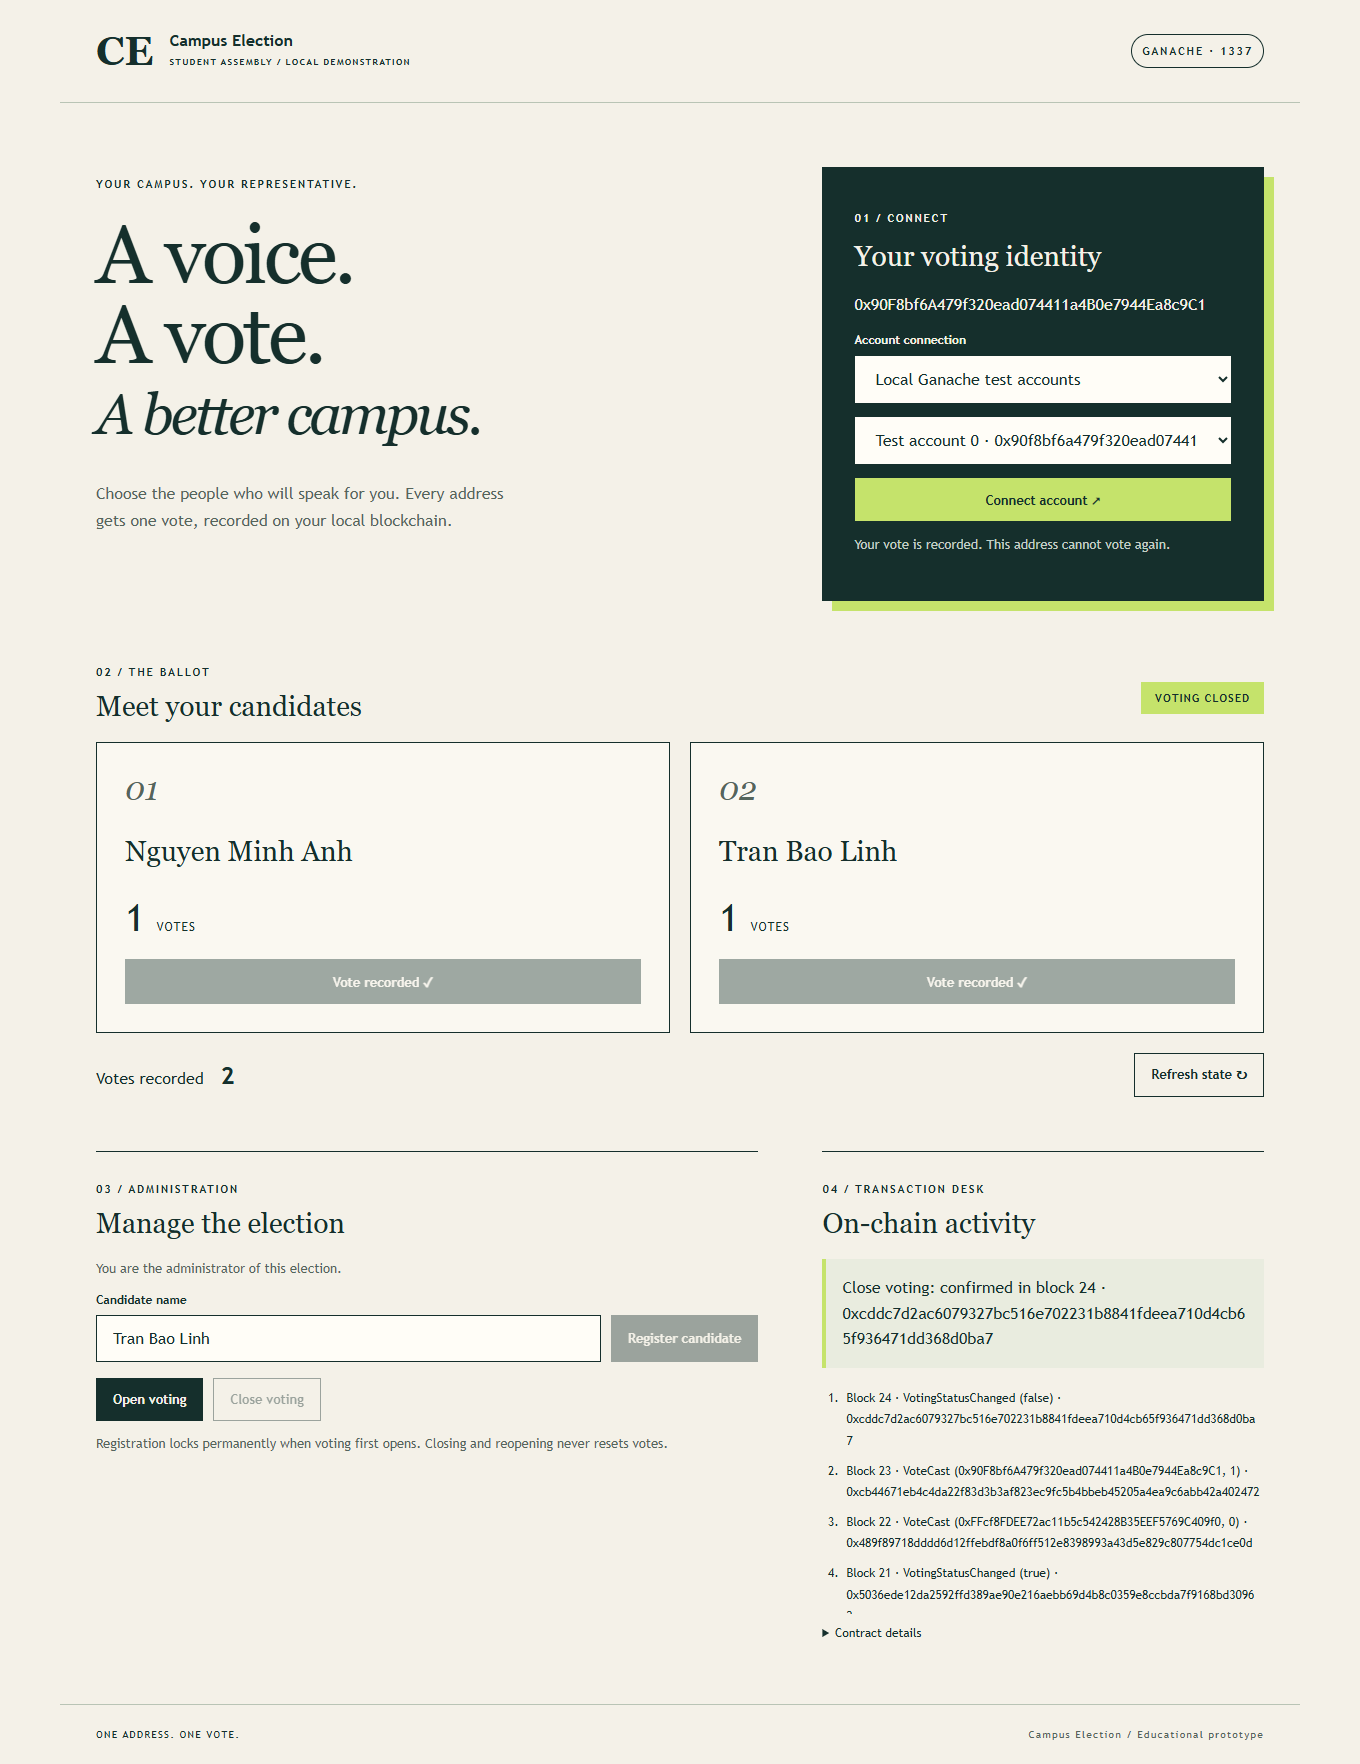 CE
Campus Election
STUDENT ASSEMBLY / LOCAL DEMONSTRATION
GANACHE · 1337
YOUR CAMPUS. YOUR REPRESENTATIVE.
A voice.
A vote.
A better campus.
Choose the people who will speak for you. Every address
gets one vote, recorded on your local blockchain.
01 / CONNECT
Your voting identity
0x90F8bf6A479f320ead074411a4B0e7944Ea8c9C1
Account connection
Local Ganache test accounts
Test account 0 · 0x90f8bf6a479f320ead07441
Connect account ↗
Your vote is recorded. This address cannot vote again.
02 / THE BALLOT
Meet your candidates
VOTING CLOSED
01
Nguyen Minh Anh
1 VOTES
Vote recorded ✓
02
Tran Bao Linh
1 VOTES
Vote recorded ✓
Votes recorded 2
Refresh state ↻
03 / ADMINISTRATION
Manage the election
You are the administrator of this election.
Candidate name
Tran Bao Linh
Register candidate
Open voting
Close voting
Registration locks permanently when voting first opens. Closing and reopening never resets votes.
04 / TRANSACTION DESK
On-chain activity
Close voting: confirmed in block 24 ·
0xcddc7d2ac6079327bc516e702231b8841fdeea710d4cb6
5f936471dd368d0ba7
1. Block 24 · VotingStatusChanged (false) ·
0xcddc7d2ac6079327bc516e702231b8841fdeea710d4cb65f936471dd368d0ba
7
2. Block 23 · VoteCast (0x90F8bf6A479f320ead074411a4B0e7944Ea8c9C1, 1) ·
0xcb44671eb4c4da22f83d3b3af823ec9fc5b4bbeb45205a4ea9c6abb42a402472
3. Block 22 · VoteCast (0xFFcf8FDEE72ac11b5c542428B35EEF5769C409f0, 0) ·
0x489f89718dddd6d12ffebdf8a0f6ff512e8398993a43d5e829c807754dc1ce0d
4. Block 21 · VotingStatusChanged (true) ·
0x5036ede12da2592ffd389ae90e216aebb69d4b8c0359e8ccbda7f9168bd3096
▶ Contract details
ONE ADDRESS. ONE VOTE.
Campus Election / Educational prototype